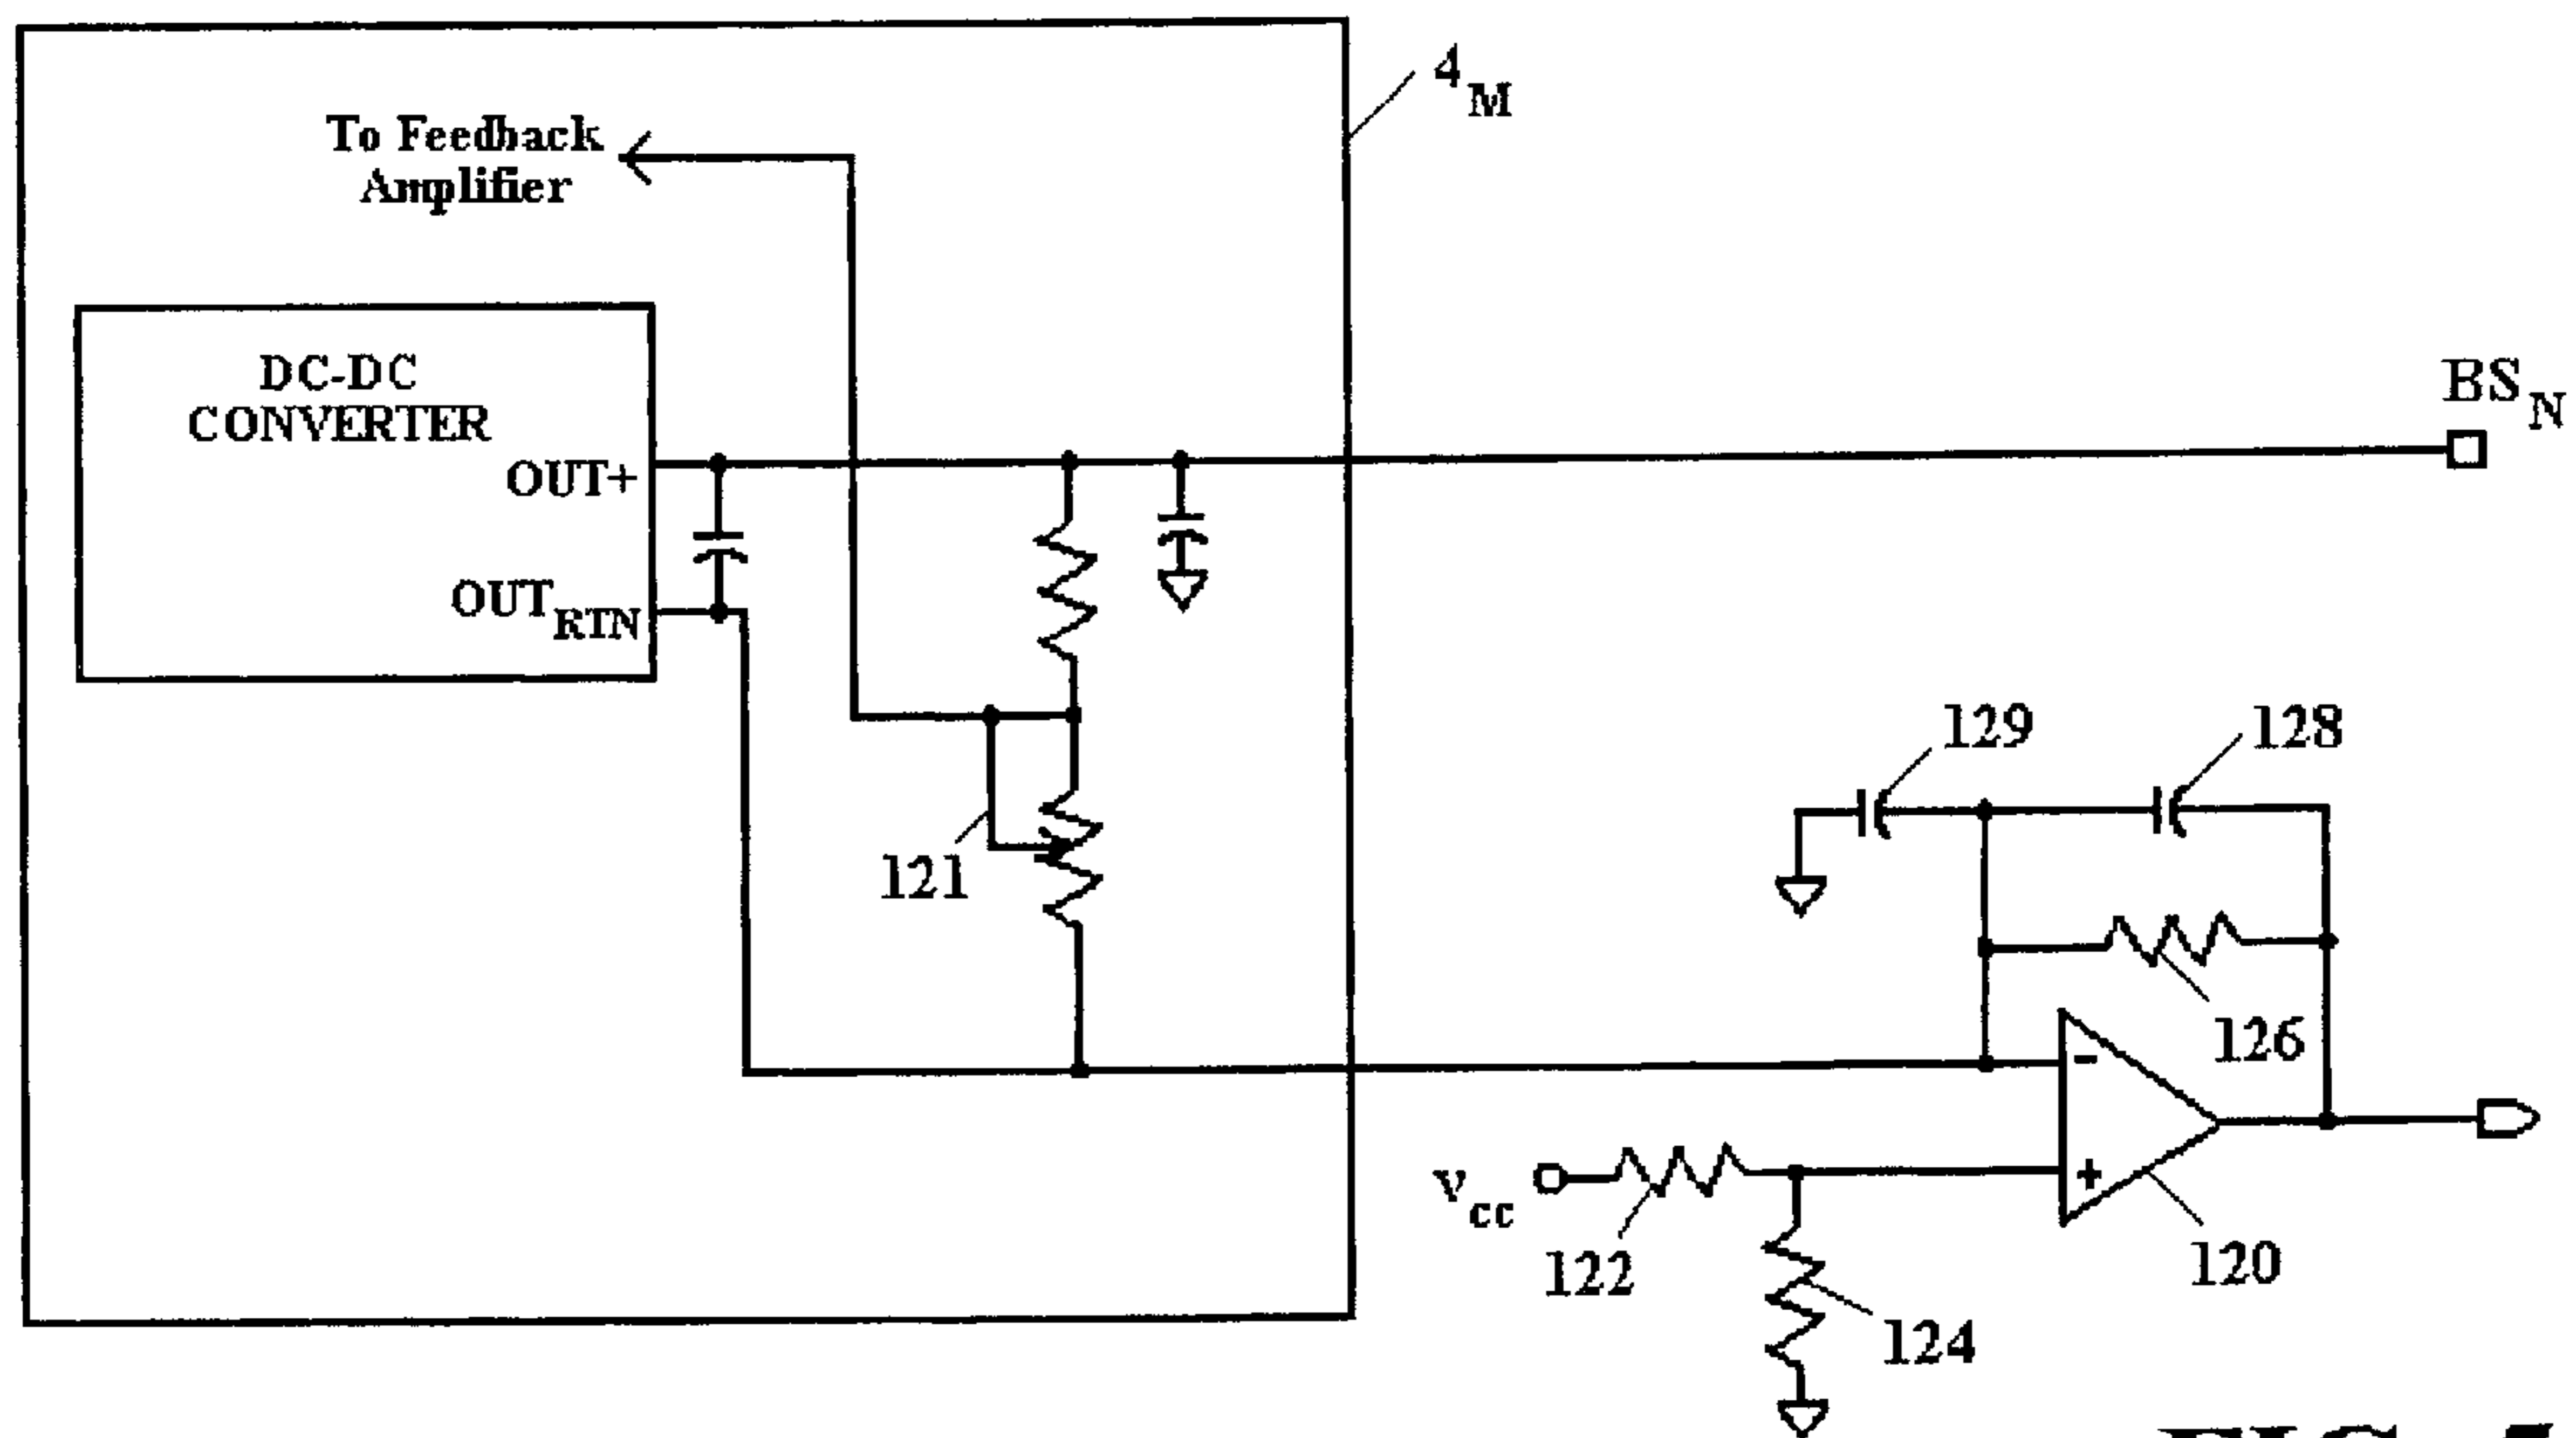 4M
To Feedback
Amplifier
DC-DC
CONVERTER
OUT+
OUTRTN
BSN
129
128
121
126
-
+
vcc
122
120
124